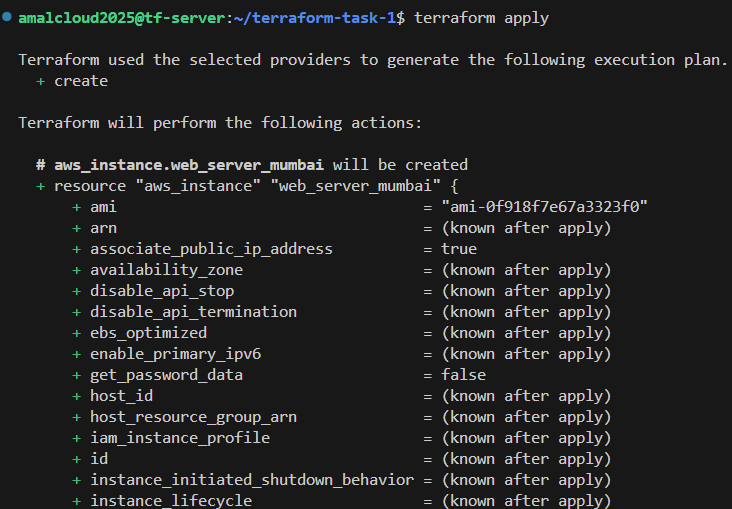 amalcloud2025@tf-server:~/terraform-task-1$ terraform apply
Terraform used the selected providers to generate the following execution plan.
+ create
Terraform will perform the following actions:
# aws_instance.web_server_mumbai will be created
+ resource "aws_instance" "web_server_mumbai" {
+ ami = "ami-0f918f7e67a3323f0"
+ arn = (known after apply)
+ associate_public_ip_address = true
+ availability_zone = (known after apply)
+ disable_api_stop = (known after apply)
+ disable_api_termination = (known after apply)
+ ebs_optimized = (known after apply)
+ enable_primary_ipv6 = (known after apply)
+ get_password_data = false
+ host_id = (known after apply)
+ host_resource_group_arn = (known after apply)
+ iam_instance_profile = (known after apply)
+ id = (known after apply)
+ instance_initiated_shutdown_behavior = (known after apply)
+ instance_lifecycle = (known after apply)